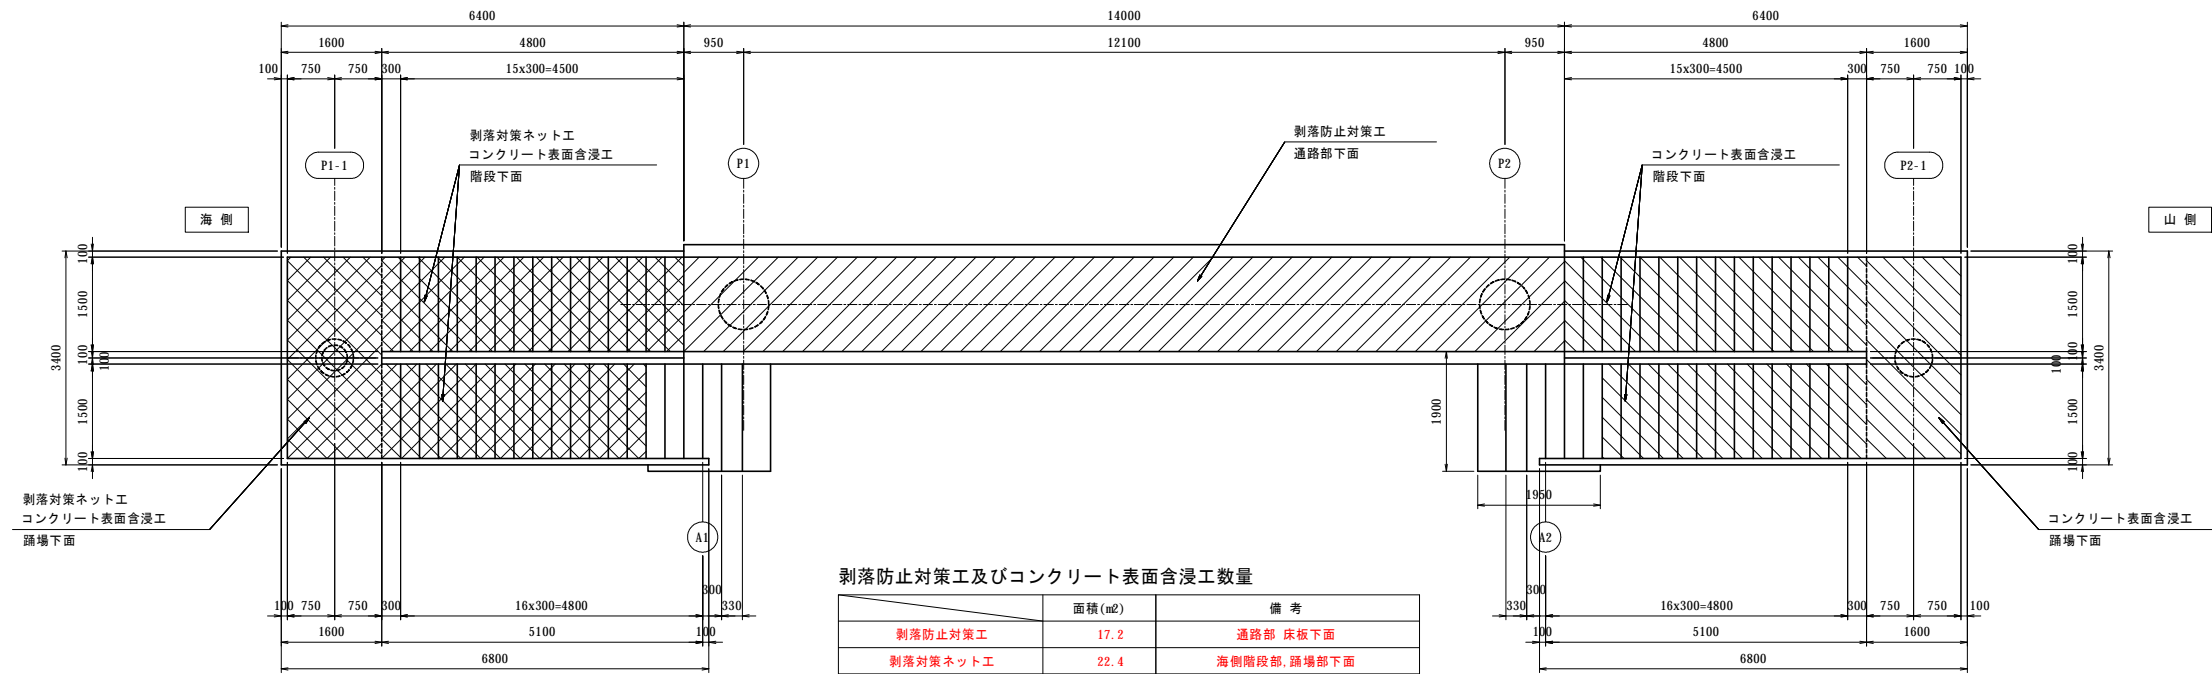 6400
14000
6400
1600
4800
950
12100
950
4800
1600
100
750
750
300
15x300=4500
15x300=4500
300
750
750
100
剥落対策ネット工
コンクリート表面含浸工
階段下面
剥落防止対策工
通路部下面
コンクリート表面含浸工
階段下面
P1-1
P1
P2
P2-1
海 側
山 側
3400
100
1500
100
100
1500
100
100
1500
100
100
1500
100
3400
1900
1950
剥落対策ネット工
コンクリート表面含浸工
踊場下面
コンクリート表面含浸工
踊場下面
A1
A2
100
750
750
300
16x300=4800
300
330
1600
5100
100
6800
330
300
16x300=4800
300
750
750
100
100
5100
1600
6800
剥落防止対策工及びコンクリート表面含浸工数量
面積(m2)
備 考
剥落防止対策工
17.2
通路部 床板下面
剥落対策ネット工
22.4
海側階段部,踊場部下面